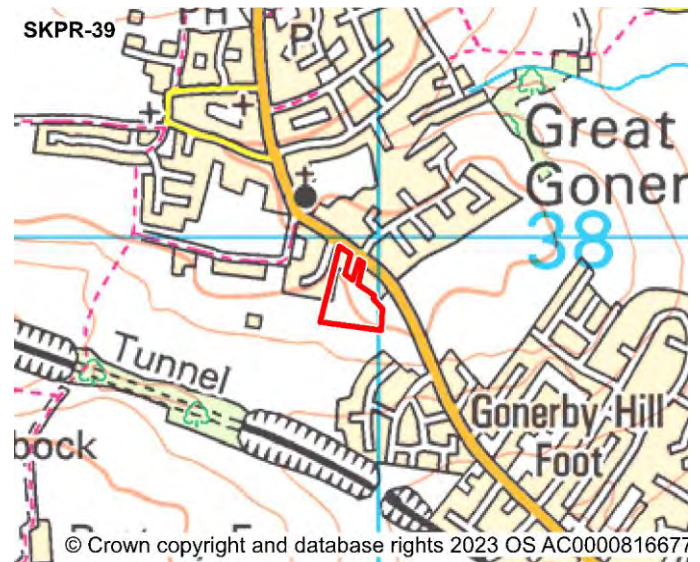 SKPR-39
PH
P
Great
Goner
38
Tunnel
Gonerby Hill
Foot
bock
© Crown copyright and database rights 2023 OS AC0000816677